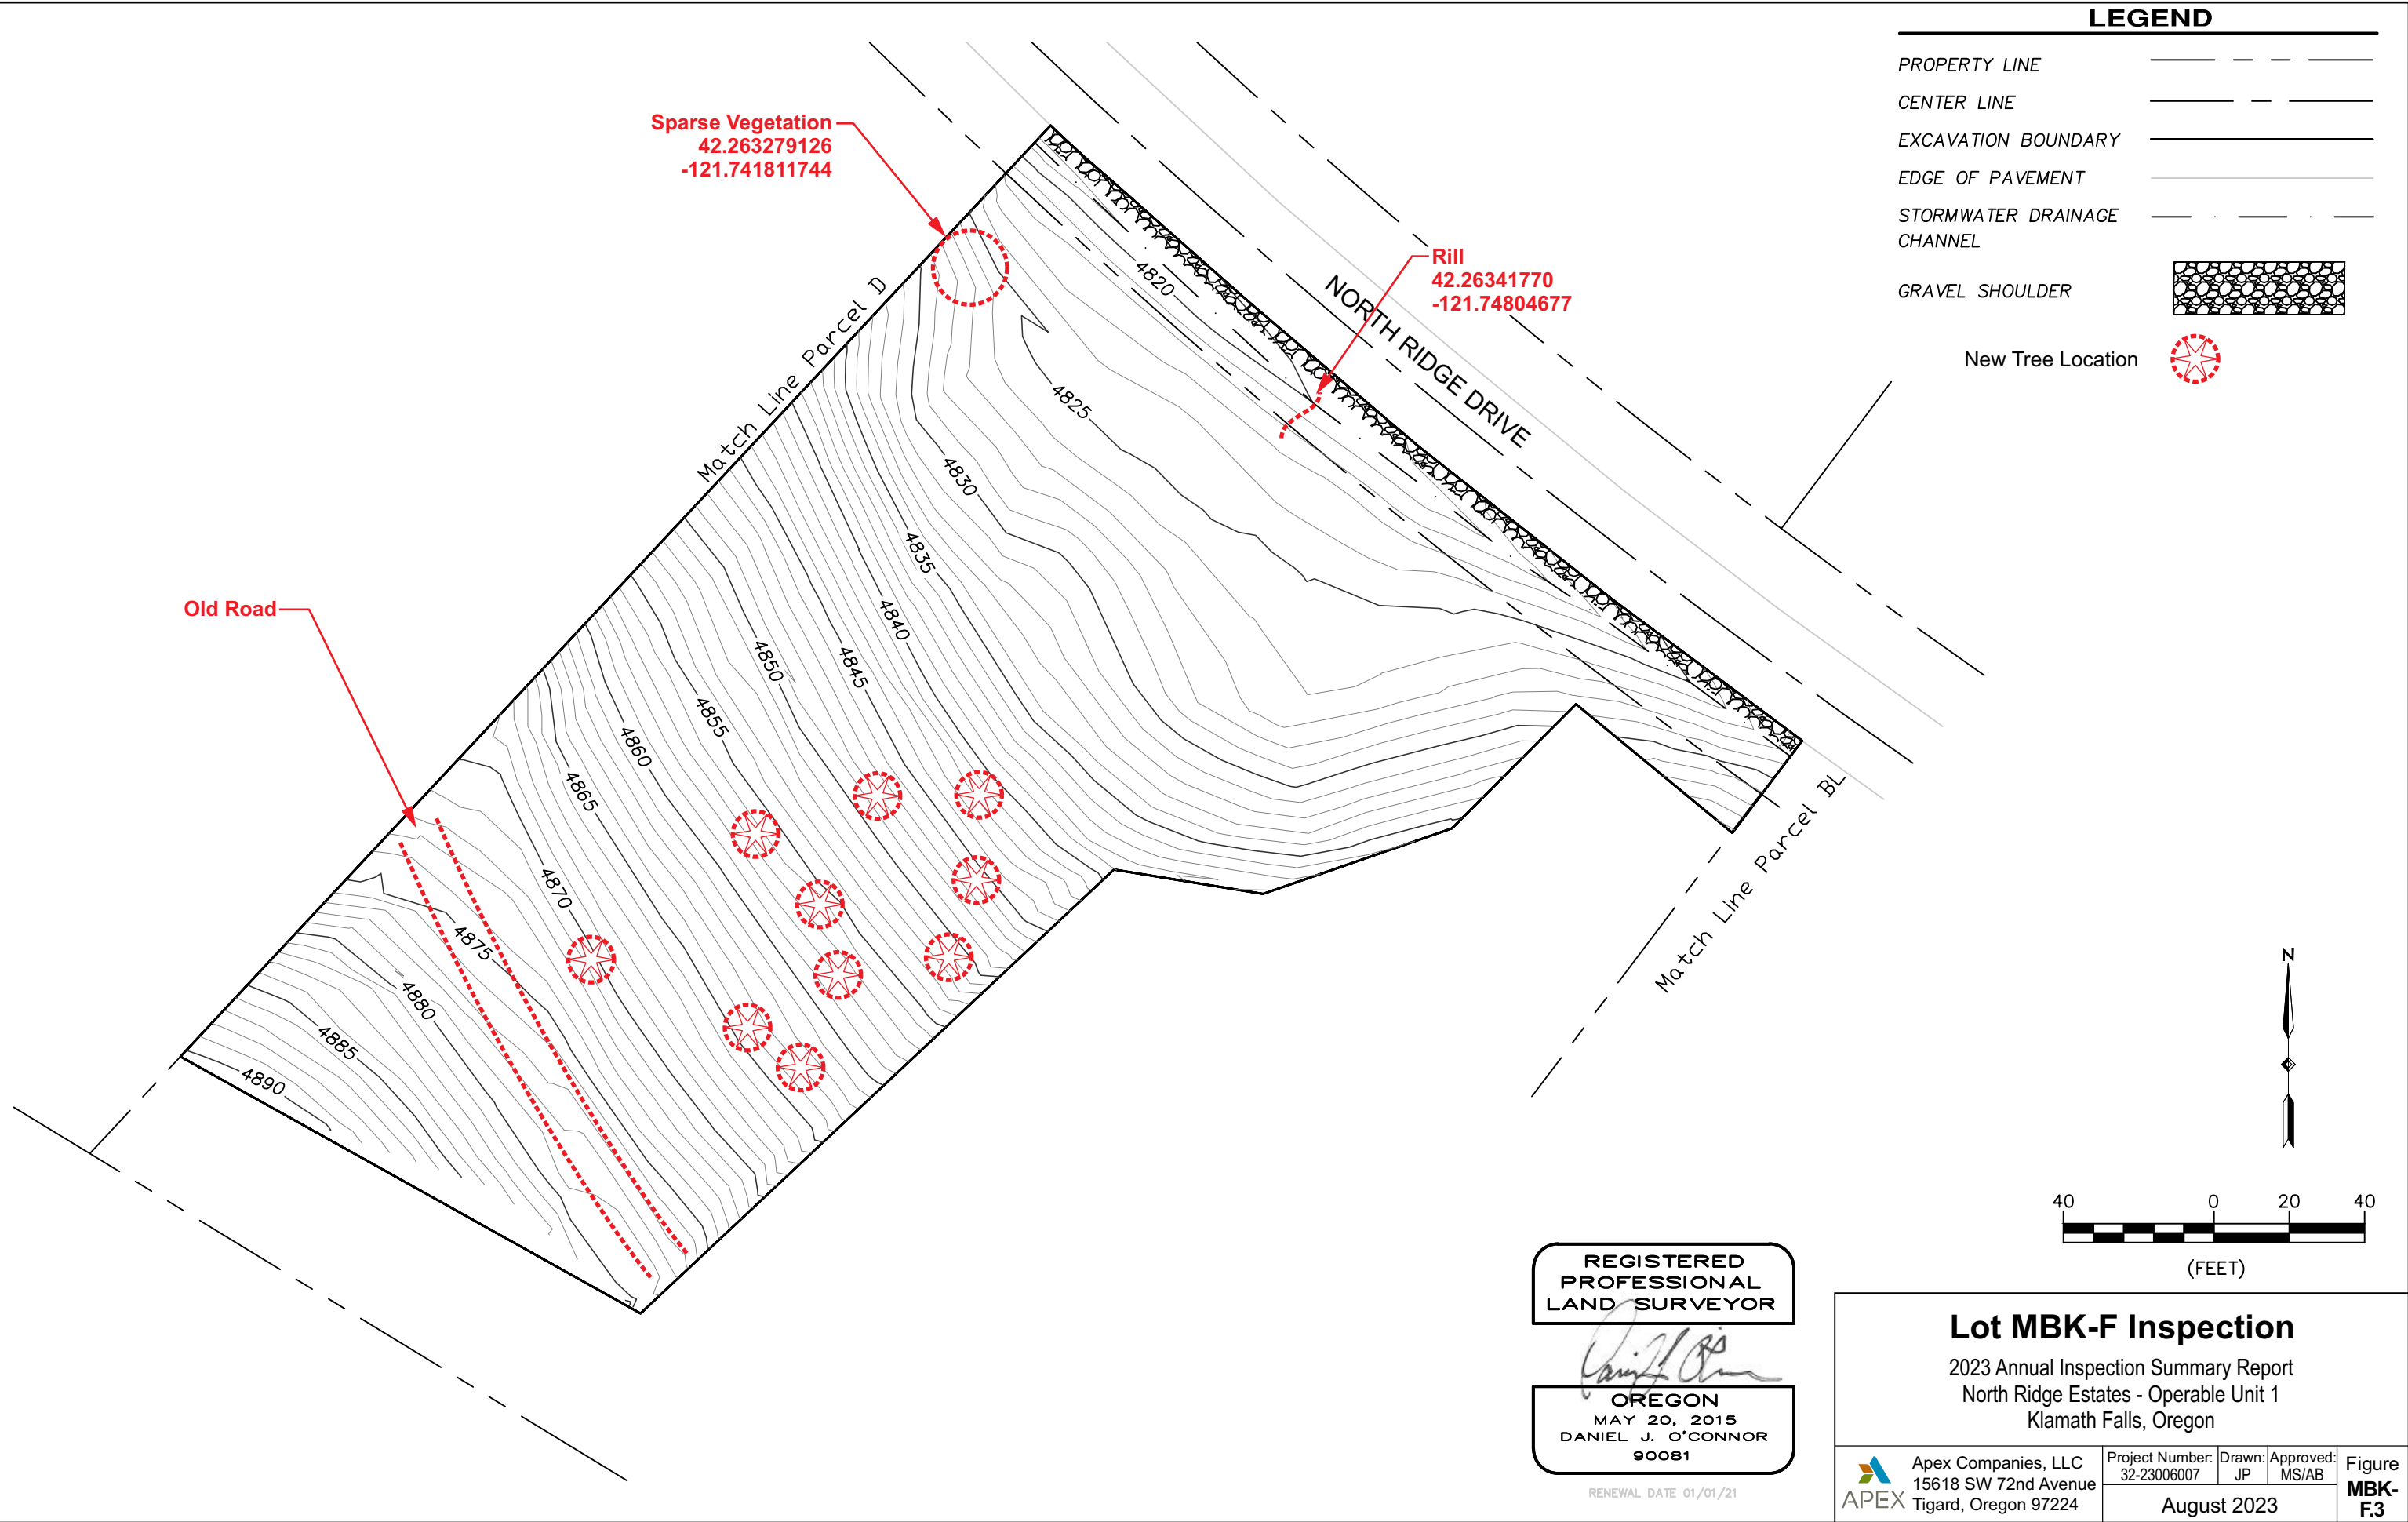 LEGEND
PROPERTY LINE
CENTER LINE
EXCAVATION BOUNDARY
EDGE OF PAVEMENT
STORMWATER DRAINAGE
CHANNEL
GRAVEL SHOULDER
New Tree Location
Sparse Vegetation
42.263279126
-121.741811744
Rill
42.26341770
-121.74804677
NORTH RIDGE DRIVE
Match Line Parcel D
Old Road
4820
4825
4830
4835
4840
4845
4850
4855
4860
4865
4870
4875
4880
4885
4890
Match Line Parcel BL
N
40 0 20 40
(FEET)
REGISTERED
PROFESSIONAL
LAND SURVEYOR
OREGON
MAY 20, 2015
DANIEL J. O'CONNOR
90081
RENEWAL DATE 01/01/21
Lot MBK-F Inspection
2023 Annual Inspection Summary Report
North Ridge Estates - Operable Unit 1
Klamath Falls, Oregon
APEX
Apex Companies, LLC
15618 SW 72nd Avenue
Tigard, Oregon 97224
Project Number:
32-23006007
Drawn:
JP
Approved:
MS/AB
August 2023
Figure
MBK-
F.3